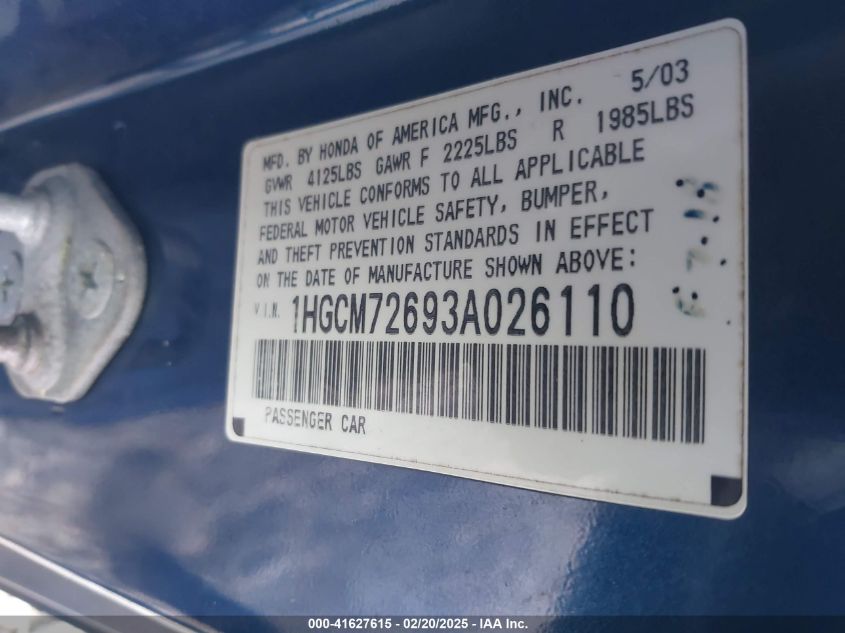 MFD. BY HONDA OF AMERICA MFG., INC. 5/03
GVWR 4125LBS GAWR F 2225LBS R 1985LBS
THIS VEHICLE CONFORMS TO ALL APPLICABLE
FEDERAL MOTOR VEHICLE SAFETY, BUMPER,
AND THEFT PREVENTION STANDARDS IN EFFECT
ON THE DATE OF MANUFACTURE SHOWN ABOVE:
V.I.N. 1HGCM72693A026110
PASSENGER CAR
000-41627615 - 02/20/2025 - IAA Inc.